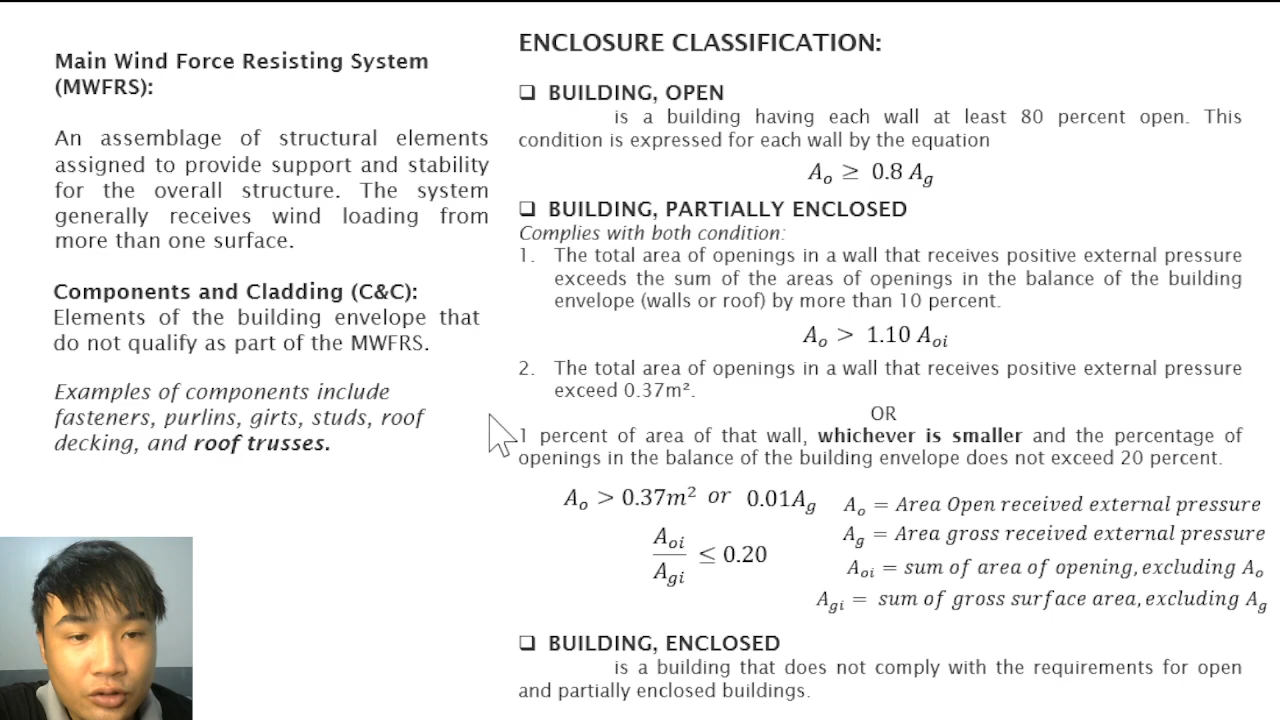 Main Wind Force Resisting System
(MWFRS):
An assemblage of structural elements
assigned to provide support and stability
for the overall structure. The system
generally receives wind loading from
more than one surface.
Components and Cladding (C&C):
Elements of the building envelope that
do not qualify as part of the MWFRS.
Examples of components include
fasteners, purlins, girts, studs, roof
decking, and roof trusses.
ENCLOSURE CLASSIFICATION:
❑ BUILDING, OPEN
is a building having each wall at least 80 percent open. This
condition is expressed for each wall by the equation
Aₒ ≥ 0.8 A_g
❑ BUILDING, PARTIALLY ENCLOSED
Complies with both condition:
1. The total area of openings in a wall that receives positive external pressure
exceeds the sum of the areas of openings in the balance of the building
envelope (walls or roof) by more than 10 percent.
Aₒ > 1.10 A_oi
2. The total area of openings in a wall that receives positive external pressure
exceed 0.37m².
OR
1 percent of area of that wall, whichever is smaller and the percentage of
openings in the balance of the building envelope does not exceed 20 percent.
Aₒ > 0.37m² or 0.01A_g
A_oi / A_gi ≤ 0.20
Aₒ = Area Open received external pressure
A_g = Area gross received external pressure
A_oi = sum of area of opening, excluding Aₒ
A_gi = sum of gross surface area, excluding A_g
❑ BUILDING, ENCLOSED
is a building that does not comply with the requirements for open
and partially enclosed buildings.